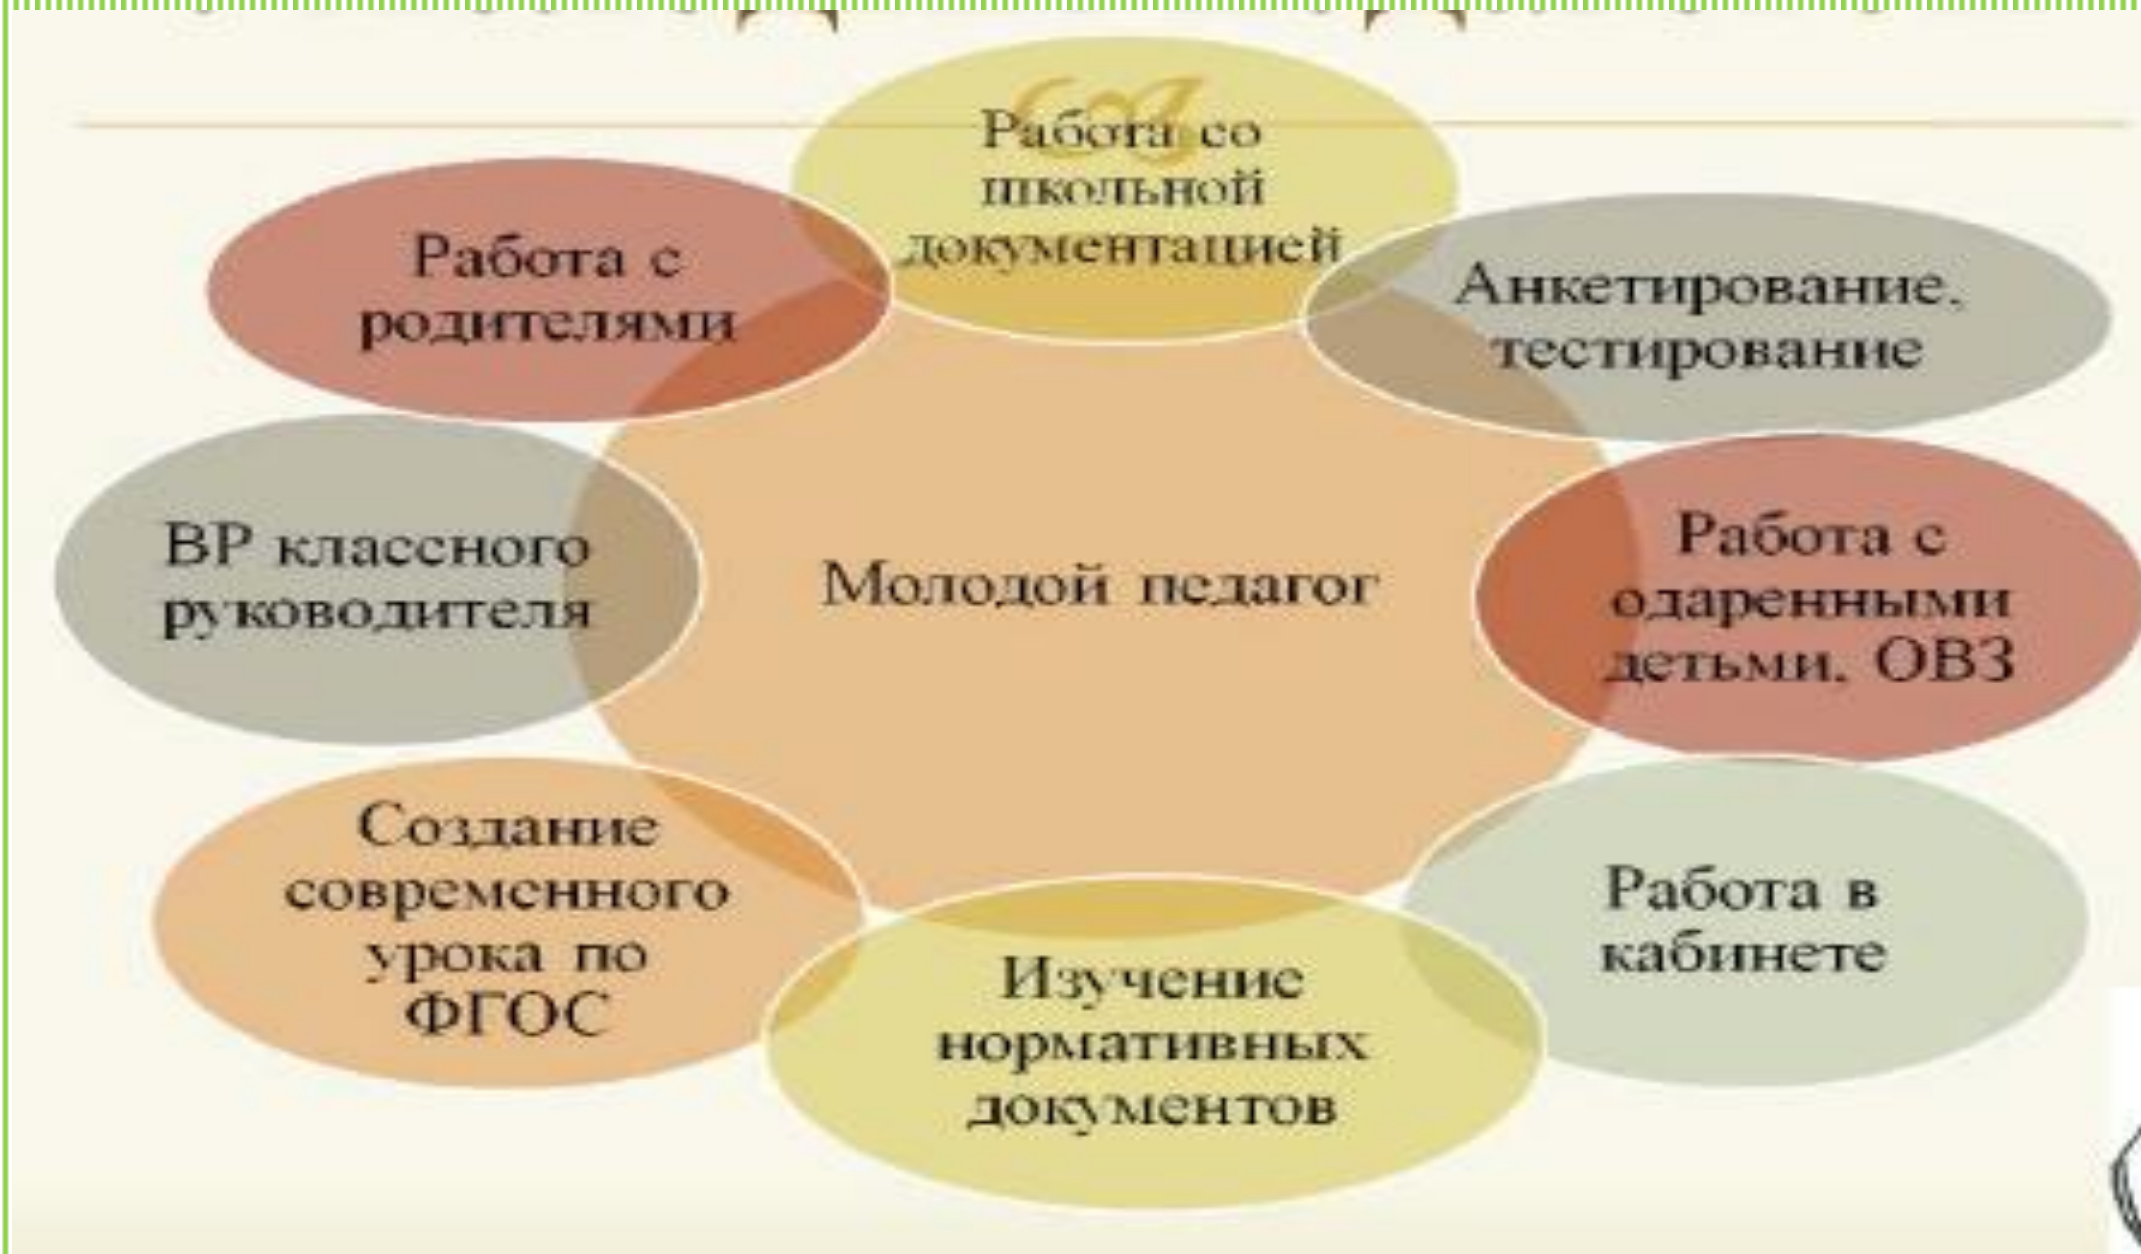 Работа со
школьной
документацией
Анкетирование,
тестирование
Работа с
одаренными
детьми, ОВЗ
Работа в
кабинете
Изучение
нормативных
документов
Создание
современного
урока по
ФГОС
ВР классного
руководителя
Работа с
родителями
Молодой педагог